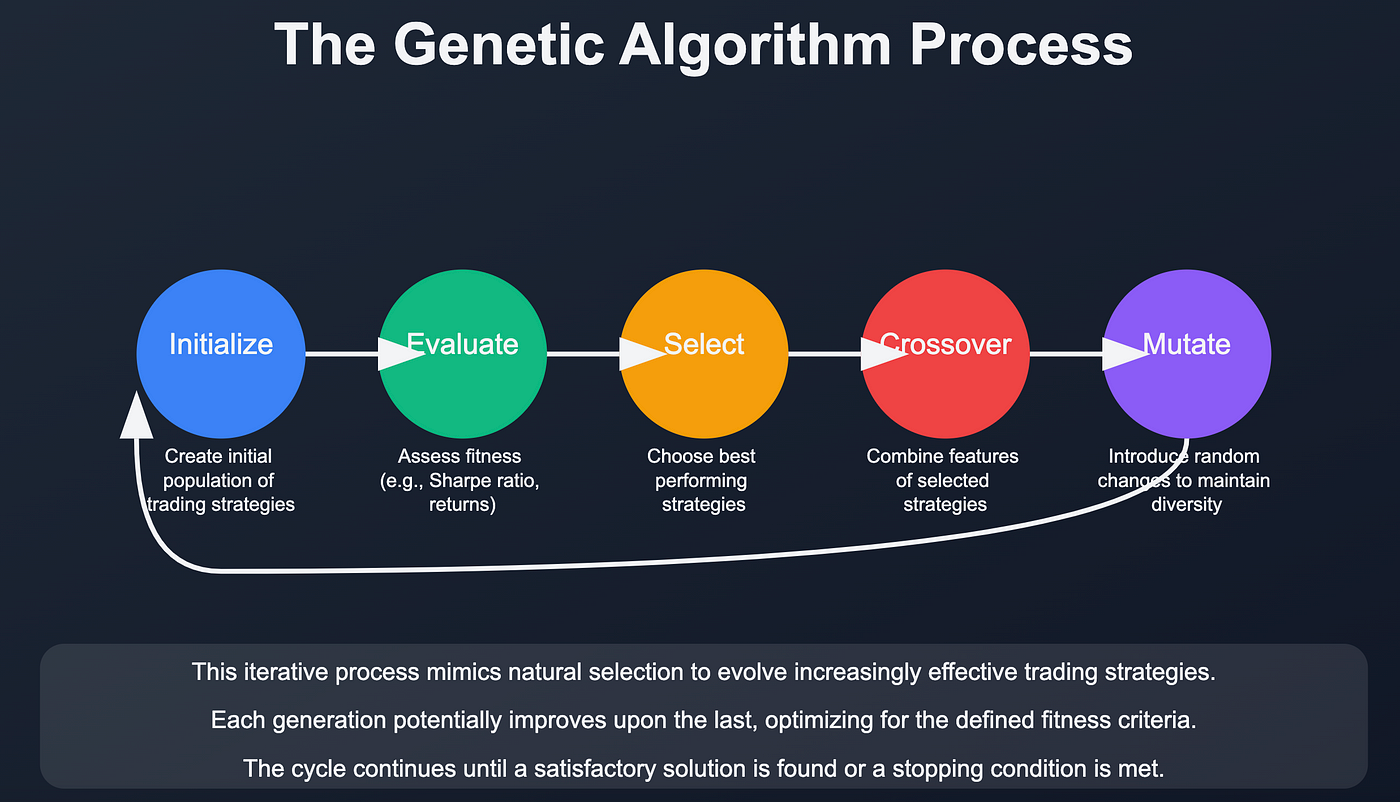 The Genetic Algorithm Process
Initialize
Evaluate
Select
Crossover
Mutate
Create initial
population of
trading strategies
Assess fitness
(e.g., Sharpe ratio,
returns)
Choose best
performing
strategies
Combine features
of selected
strategies
Introduce random
changes to maintain
diversity
This iterative process mimics natural selection to evolve increasingly effective trading strategies.
Each generation potentially improves upon the last, optimizing for the defined fitness criteria.
The cycle continues until a satisfactory solution is found or a stopping condition is met.